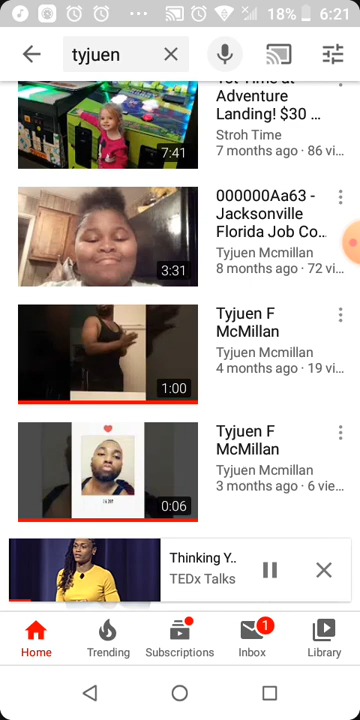 18% 6:21
tyjuen
1st Time at
Adventure
Landing! $30 ...
Stroh Time
7 months ago · 86 vi...
7:41
000000Aa63 -
Jacksonville
Florida Job Co...
Tyjuen Mcmillan
8 months ago · 72 vi...
3:31
Tyjuen F
McMillan
Tyjuen Mcmillan
4 months ago · 19 vi...
1:00
Tyjuen F
McMillan
Tyjuen Mcmillan
3 months ago · 6 vie...
0:06
Thinking Y..
TEDx Talks
1
Home
Trending
Subscriptions
Inbox
Library